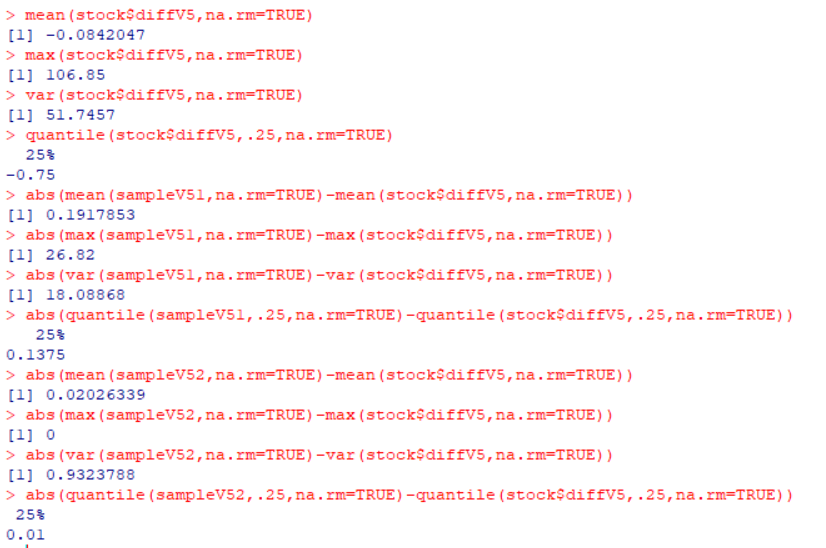 > mean(stock$diffV5,na.rm=TRUE)
[1] -0.0842047
> max(stock$diffV5,na.rm=TRUE)
[1] 106.85
> var(stock$diffV5,na.rm=TRUE)
[1] 51.7457
> quantile(stock$diffV5,.25,na.rm=TRUE)
  25%
-0.75
> abs(mean(sampleV51,na.rm=TRUE)-mean(stock$diffV5,na.rm=TRUE))
[1] 0.1917853
> abs(max(sampleV51,na.rm=TRUE)-max(stock$diffV5,na.rm=TRUE))
[1] 26.82
> abs(var(sampleV51,na.rm=TRUE)-var(stock$diffV5,na.rm=TRUE))
[1] 18.08868
> abs(quantile(sampleV51,.25,na.rm=TRUE)-quantile(stock$diffV5,.25,na.rm=TRUE))
   25%
0.1375
> abs(mean(sampleV52,na.rm=TRUE)-mean(stock$diffV5,na.rm=TRUE))
[1] 0.02026339
> abs(max(sampleV52,na.rm=TRUE)-max(stock$diffV5,na.rm=TRUE))
[1] 0
> abs(var(sampleV52,na.rm=TRUE)-var(stock$diffV5,na.rm=TRUE))
[1] 0.9323788
> abs(quantile(sampleV52,.25,na.rm=TRUE)-quantile(stock$diffV5,.25,na.rm=TRUE))
 25%
0.01